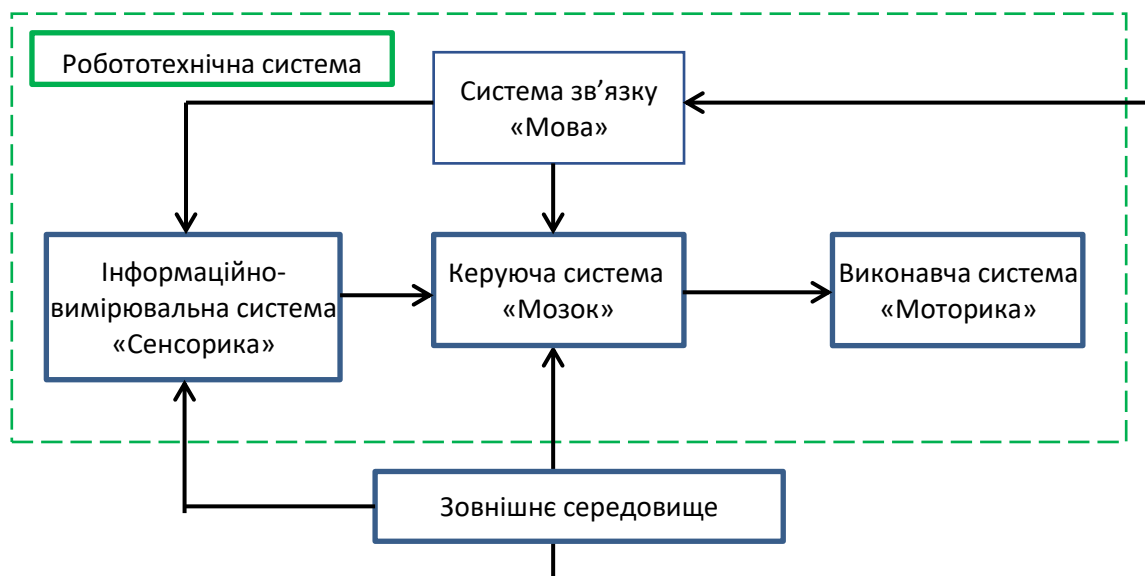 Робототехнічна система
Система зв’язку
«Мова»
Інформаційно-
вимірювальна система
«Сенсорика»
Керуюча система
«Мозок»
Виконавча система
«Моторика»
Зовнішнє середовище